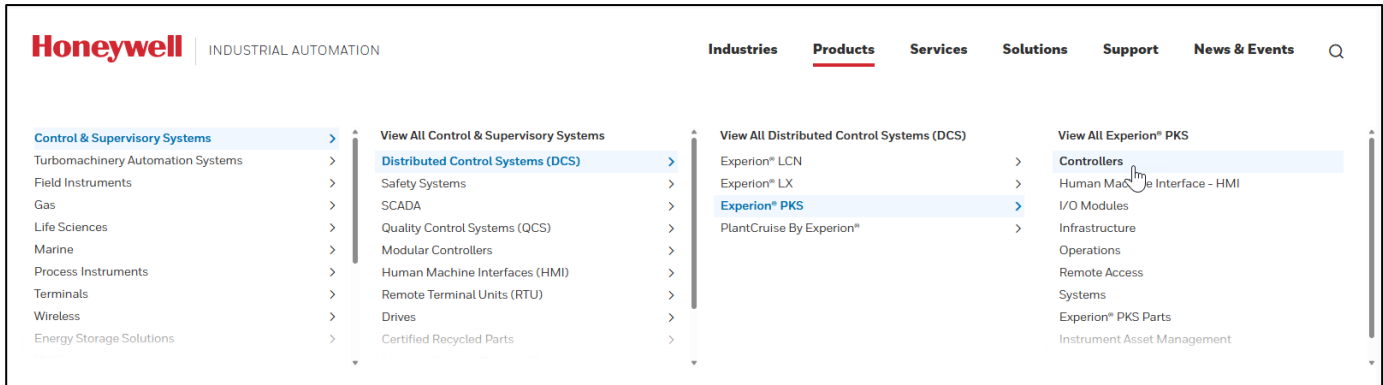 Honeywell | INDUSTRIAL AUTOMATION
Industries Products Services Solutions Support News & Events
Control & Supervisory Systems
Turbomachinery Automation Systems
Field Instruments
Gas
Life Sciences
Marine
Process Instruments
Terminals
Wireless
Energy Storage Solutions
View All Control & Supervisory Systems
Distributed Control Systems (DCS)
Safety Systems
SCADA
Quality Control Systems (QCS)
Modular Controllers
Human Machine Interfaces (HMI)
Remote Terminal Units (RTU)
Drives
Certified Recycled Parts
View All Distributed Control Systems (DCS)
Experion® LCN
Experion® LX
Experion® PKS
PlantCruise By Experion®
View All Experion® PKS
Controllers
Human Machine Interface - HMI
I/O Modules
Infrastructure
Operations
Remote Access
Systems
Experion® PKS Parts
Instrument Asset Management